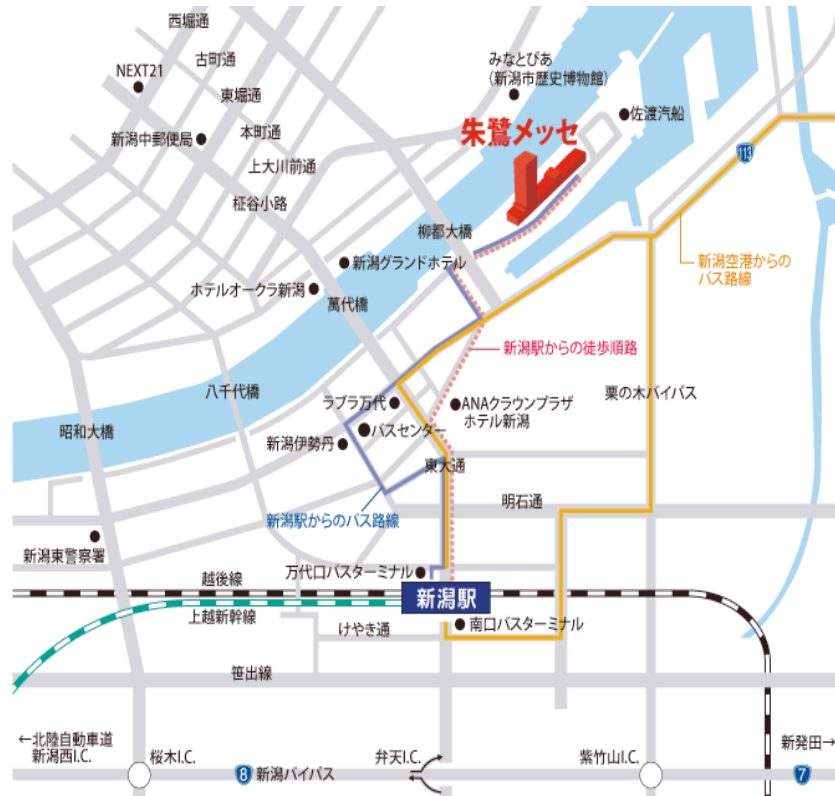 西堀通
古町通
NEXT21
東堀通
みなとぴあ
(新潟市歴史博物館)
佐渡汽船
朱鷺メッセ
新潟中郵便局
本町通
113
上大川前通
柾谷小路
柳都大橋
新潟グランドホテル
新潟空港からの
バス路線
ホテルオークラ新潟
萬代橋
新潟駅からの徒歩順路
八千代橋
栗の木バイパス
ラブラ万代
ANAクラウンプラザ
ホテル新潟
バスセンター
昭和大橋
新潟伊勢丹
東大通
明石通
新潟駅からのバス路線
新潟東警察署
万代口バスターミナル
越後線
新潟駅
上越新幹線
南口バスターミナル
けやき通
笹出線
←北陸自動車道
新潟西I.C.
桜木I.C.
弁天I.C.
紫竹山I.C.
新発田→
8
新潟バイパス
7